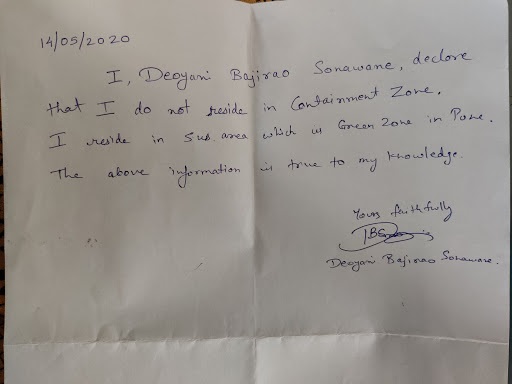 14/05/2020
I, Deoyani Bajirao Sonawane, declare
that I do not reside in Containment Zone.
I reside in Sus area which is Green Zone in Pune.
The above information is true to my knowledge.
Yours faithfully
Deoyani Bajirao Sonawane.